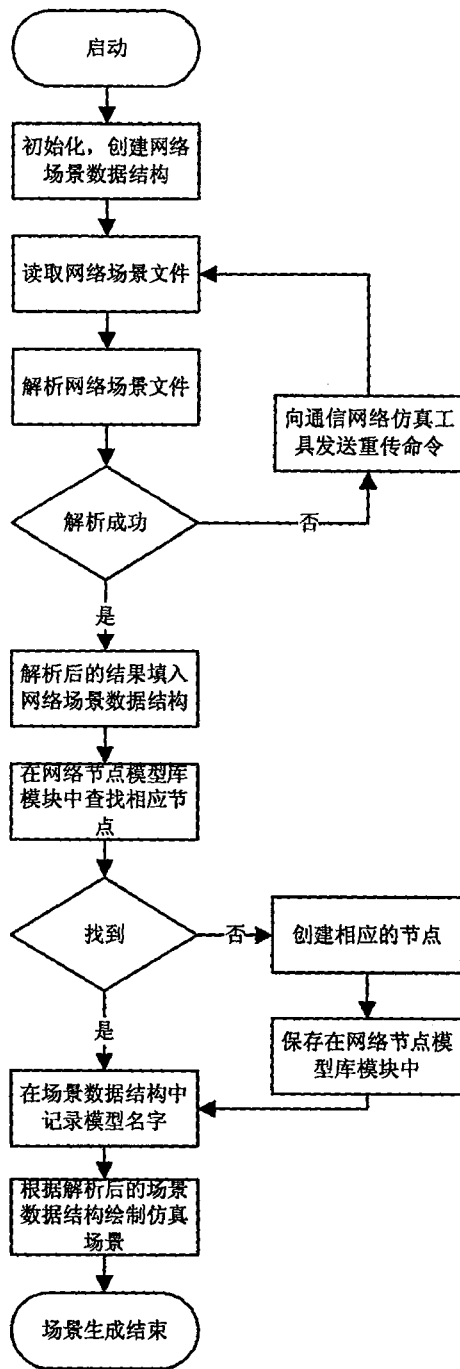 启动
初始化，创建网络
场景数据结构
读取网络场景文件
解析网络场景文件
向通信网络仿真工
具发送重传命令
解析成功
否
是
解析后的结果填入
网络场景数据结构
在网络节点模型库
模块中查找相应节
点
找到
否
创建相应的节点
是
保存在网络节点模
型库模块中
在场景数据结构中
记录模型名字
根据解析后的场景
数据结构绘制仿真
场景
场景生成结束